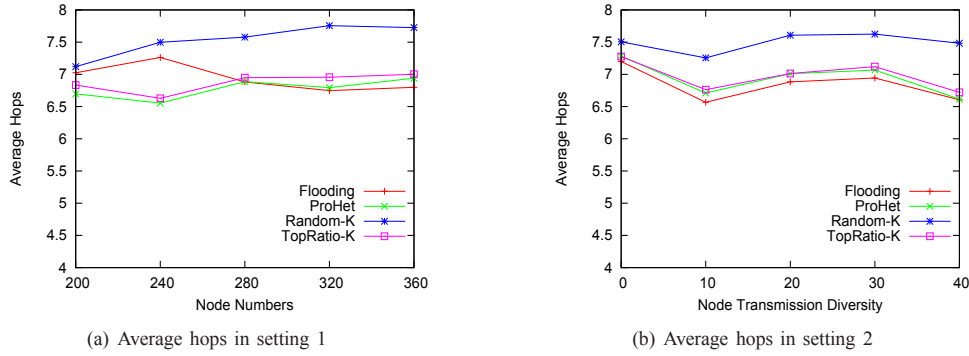 8
7.5
7
6.5
6
5.5
5
4.5
4
Average Hops
Flooding
ProHet
Random-K
TopRatio-K
200 240 280 320 360
Node Numbers
(a) Average hops in setting 1
8
7.5
7
6.5
6
5.5
5
4.5
4
Average Hops
Flooding
ProHet
Random-K
TopRatio-K
0 10 20 30 40
Node Transmission Diversity
(b) Average hops in setting 2